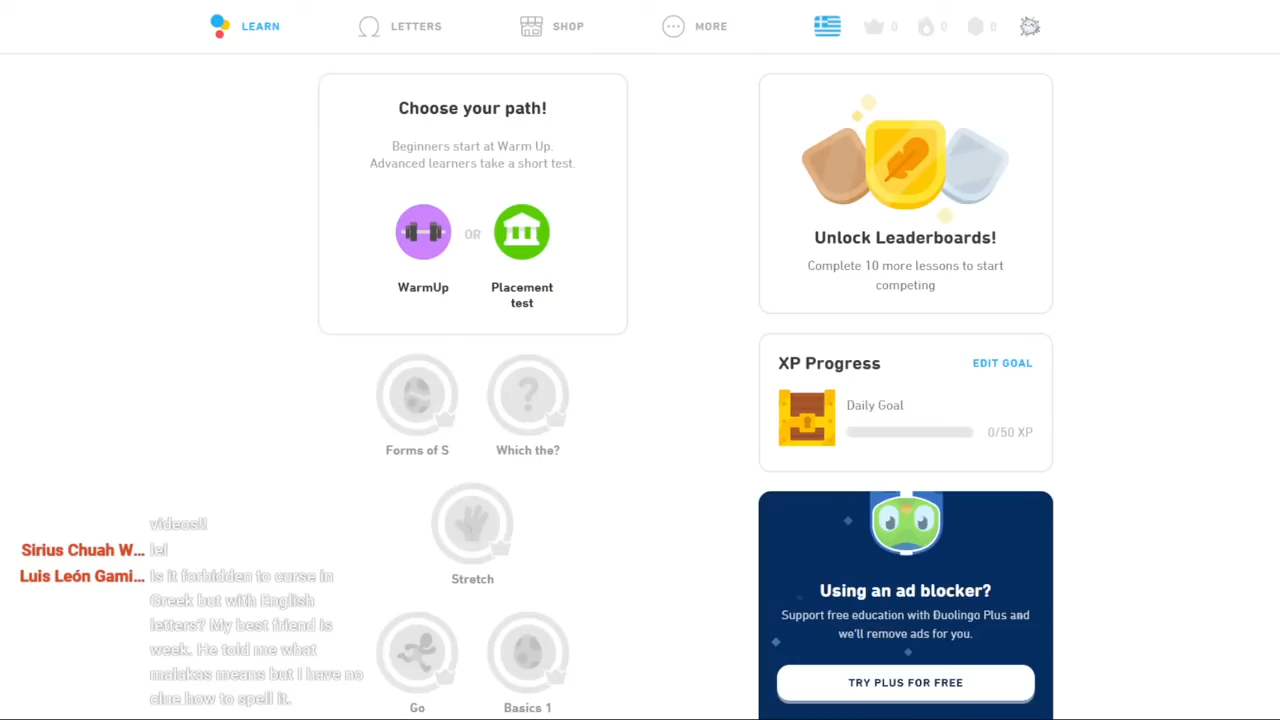 LEARN
LETTERS
SHOP
MORE
0
0
0
Choose your path!
Beginners start at Warm Up.
Advanced learners take a short test.
OR
WarmUp
Placement
test
Unlock Leaderboards!
Complete 10 more lessons to start
competing
XP Progress
EDIT GOAL
Daily Goal
0/50 XP
Forms of S
Which the?
?
Stretch
Go
Basics 1
Using an ad blocker?
Support free education with Duolingo Plus and
we'll remove ads for you.
TRY PLUS FOR FREE
videos!!
Sirius Chuah W... lel
Luis León Gami... Is it forbidden to curse in
Greek but with English
letters? My best friend is
week. He told me what
malakas means but I have no
clue how to spell it.